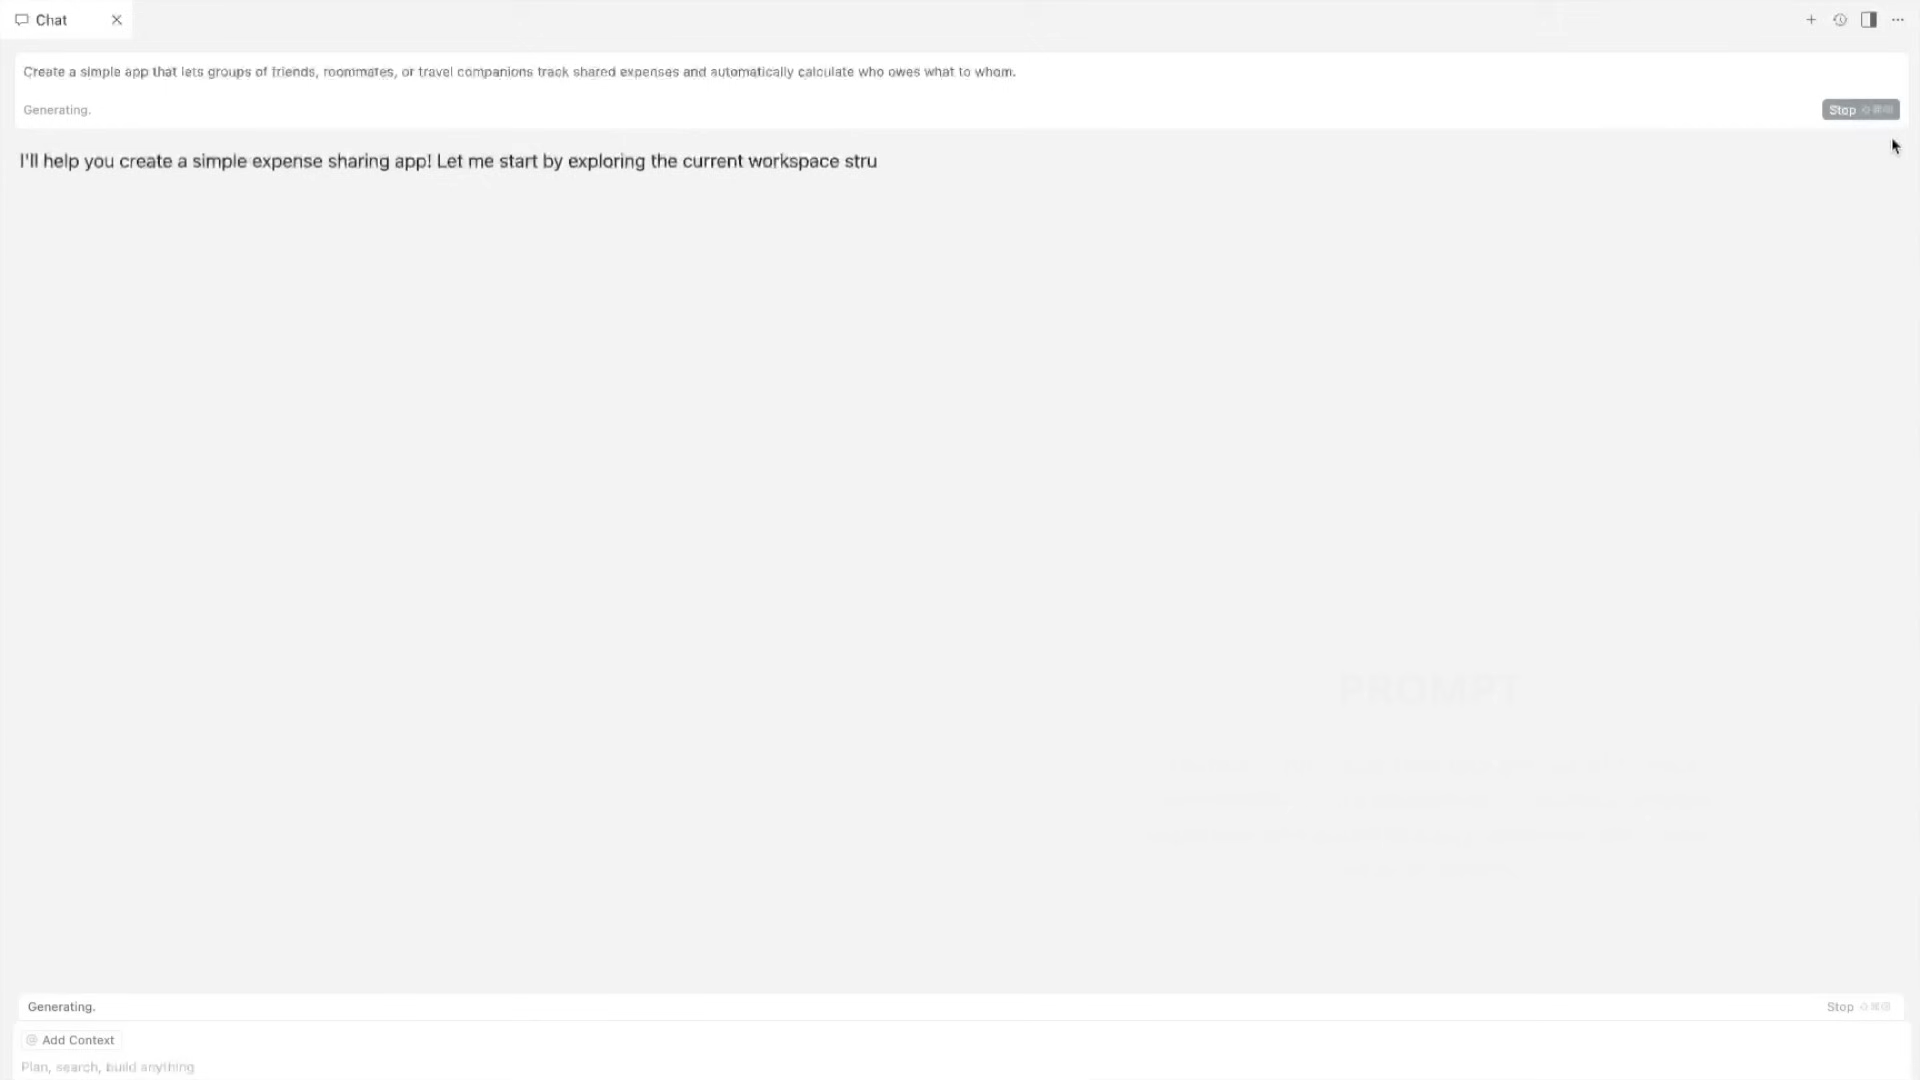 Chat
Create a simple app that lets groups of friends, roommates, or travel companions track shared expenses and automatically calculate who owes what to whom.
Generating.
Stop
I'll help you create a simple expense sharing app! Let me start by exploring the current workspace stru
PROMPT
Generating.
Stop
Add Context
Plan, search, build anything